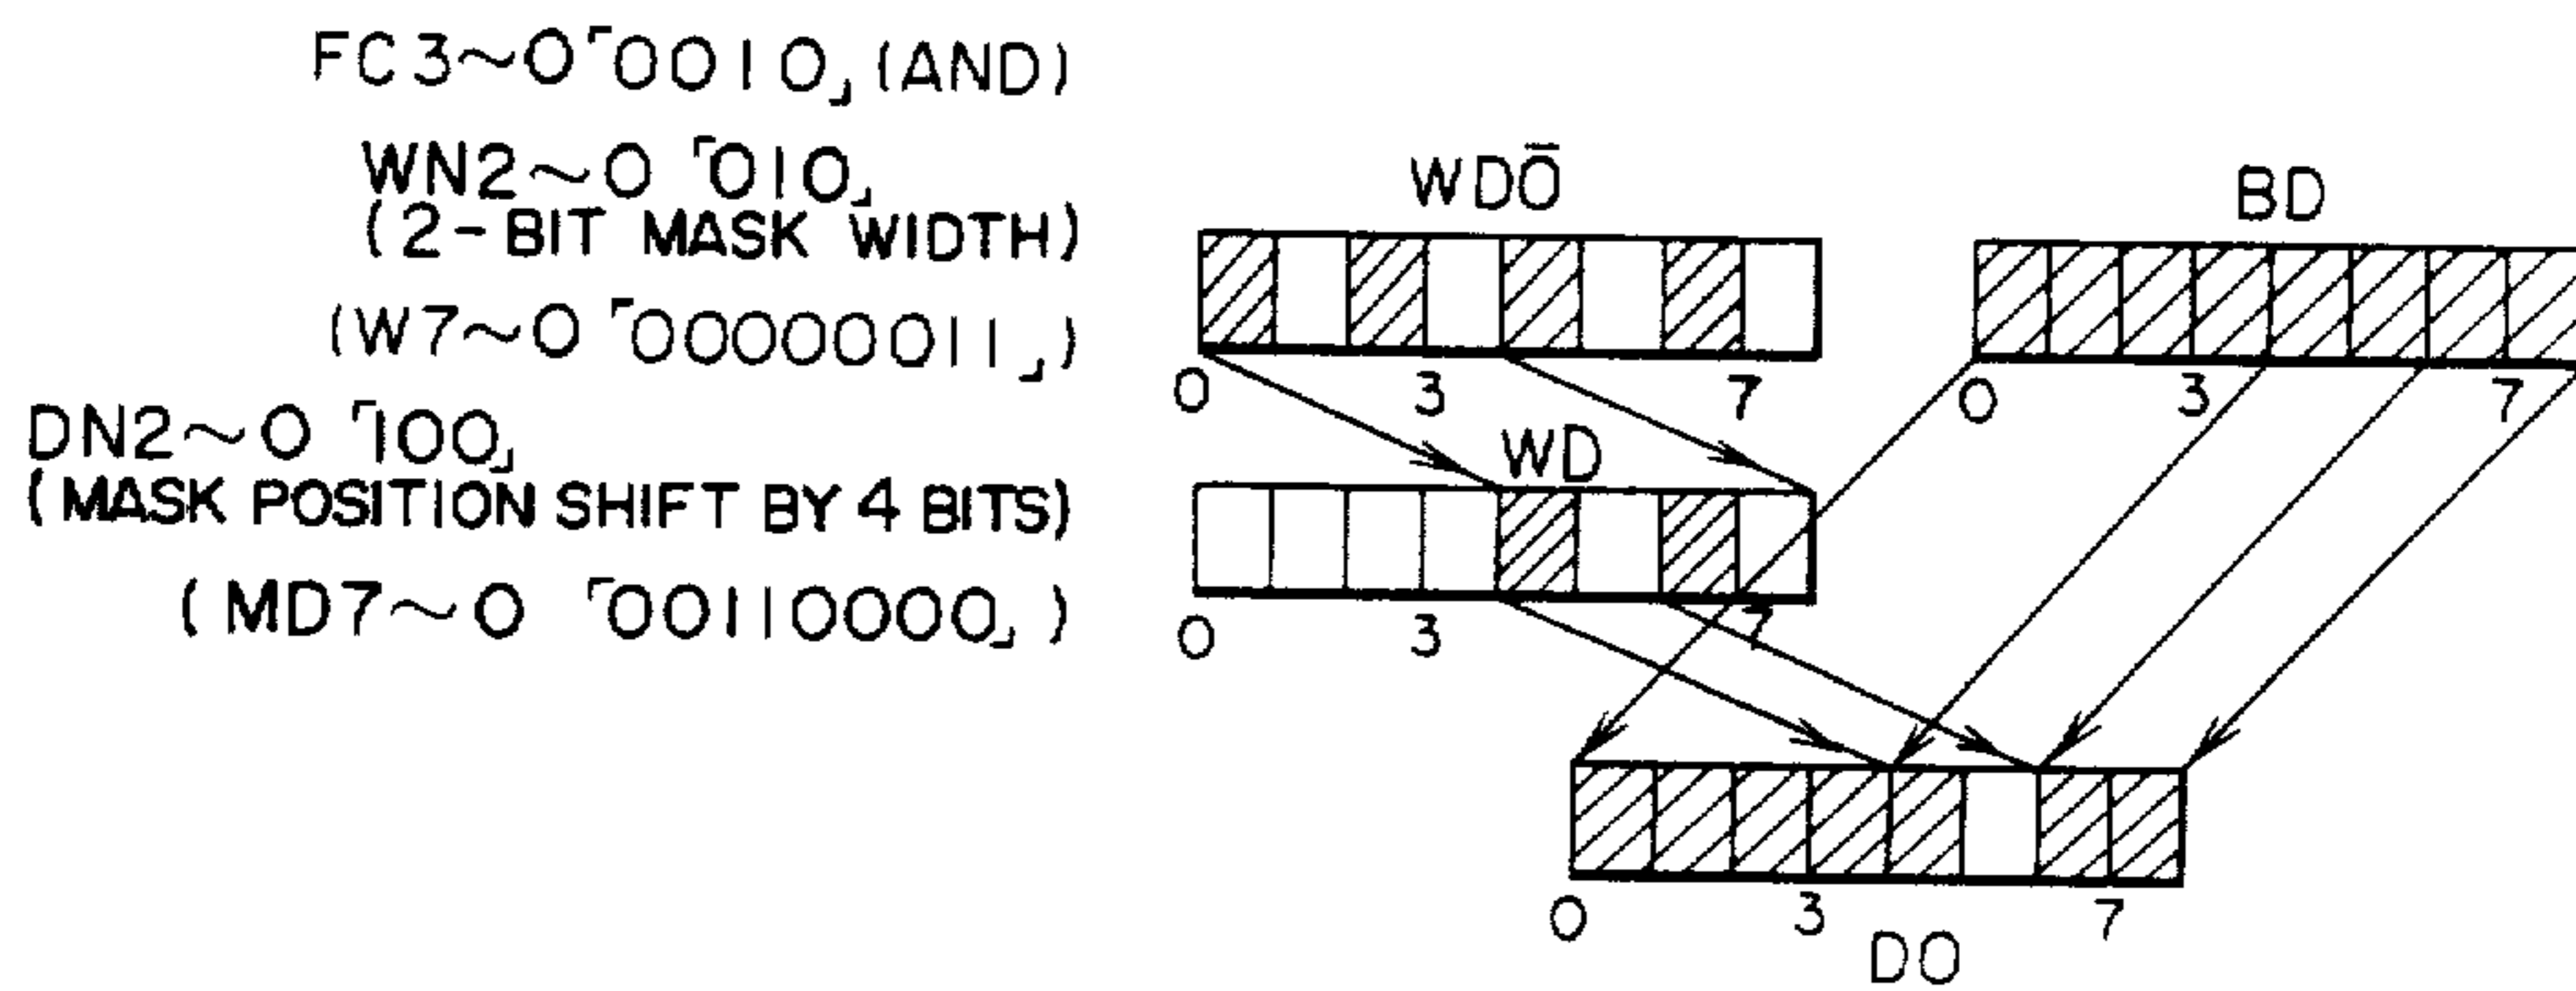 FC3~0「0010」(AND)
WN2~0「010」
(2-BIT MASK WIDTH)
(W7~0「00000011」)
DN2~0「100」
(MASK POSITION SHIFT BY 4 BITS)
(MD7~0「00110000」)
WDŌ
BD
0 3 7
0 3 7
WD
0 3 7
0 3 7
DO